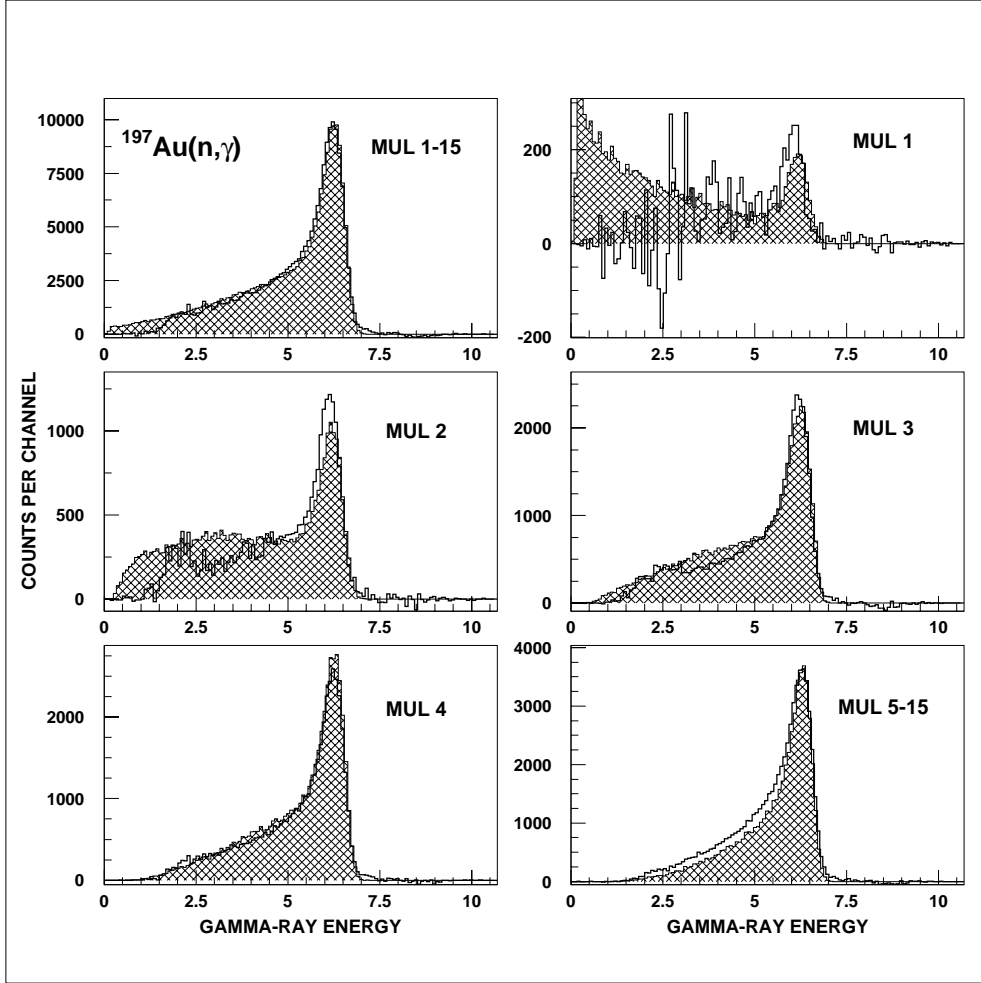 ¹⁹⁷Au(n,γ)
MUL 1-15
10000
7500
5000
2500
0
0 2.5 5 7.5 10
MUL 1
200
0
-200
0 2.5 5 7.5 10
COUNTS PER CHANNEL
MUL 2
1000
500
0
0 2.5 5 7.5 10
MUL 3
2000
1000
0
0 2.5 5 7.5 10
MUL 4
2000
1000
0
0 2.5 5 7.5 10
GAMMA-RAY ENERGY
MUL 5-15
4000
3000
2000
1000
0
0 2.5 5 7.5 10
GAMMA-RAY ENERGY